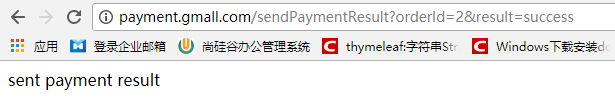 payment.gmall.com/sendPaymentResult?orderId=2&result=success
应用 登录企业邮箱 尚硅谷办公管理系统 thymeleaf:字符串Str Windows下载安装
sent payment result